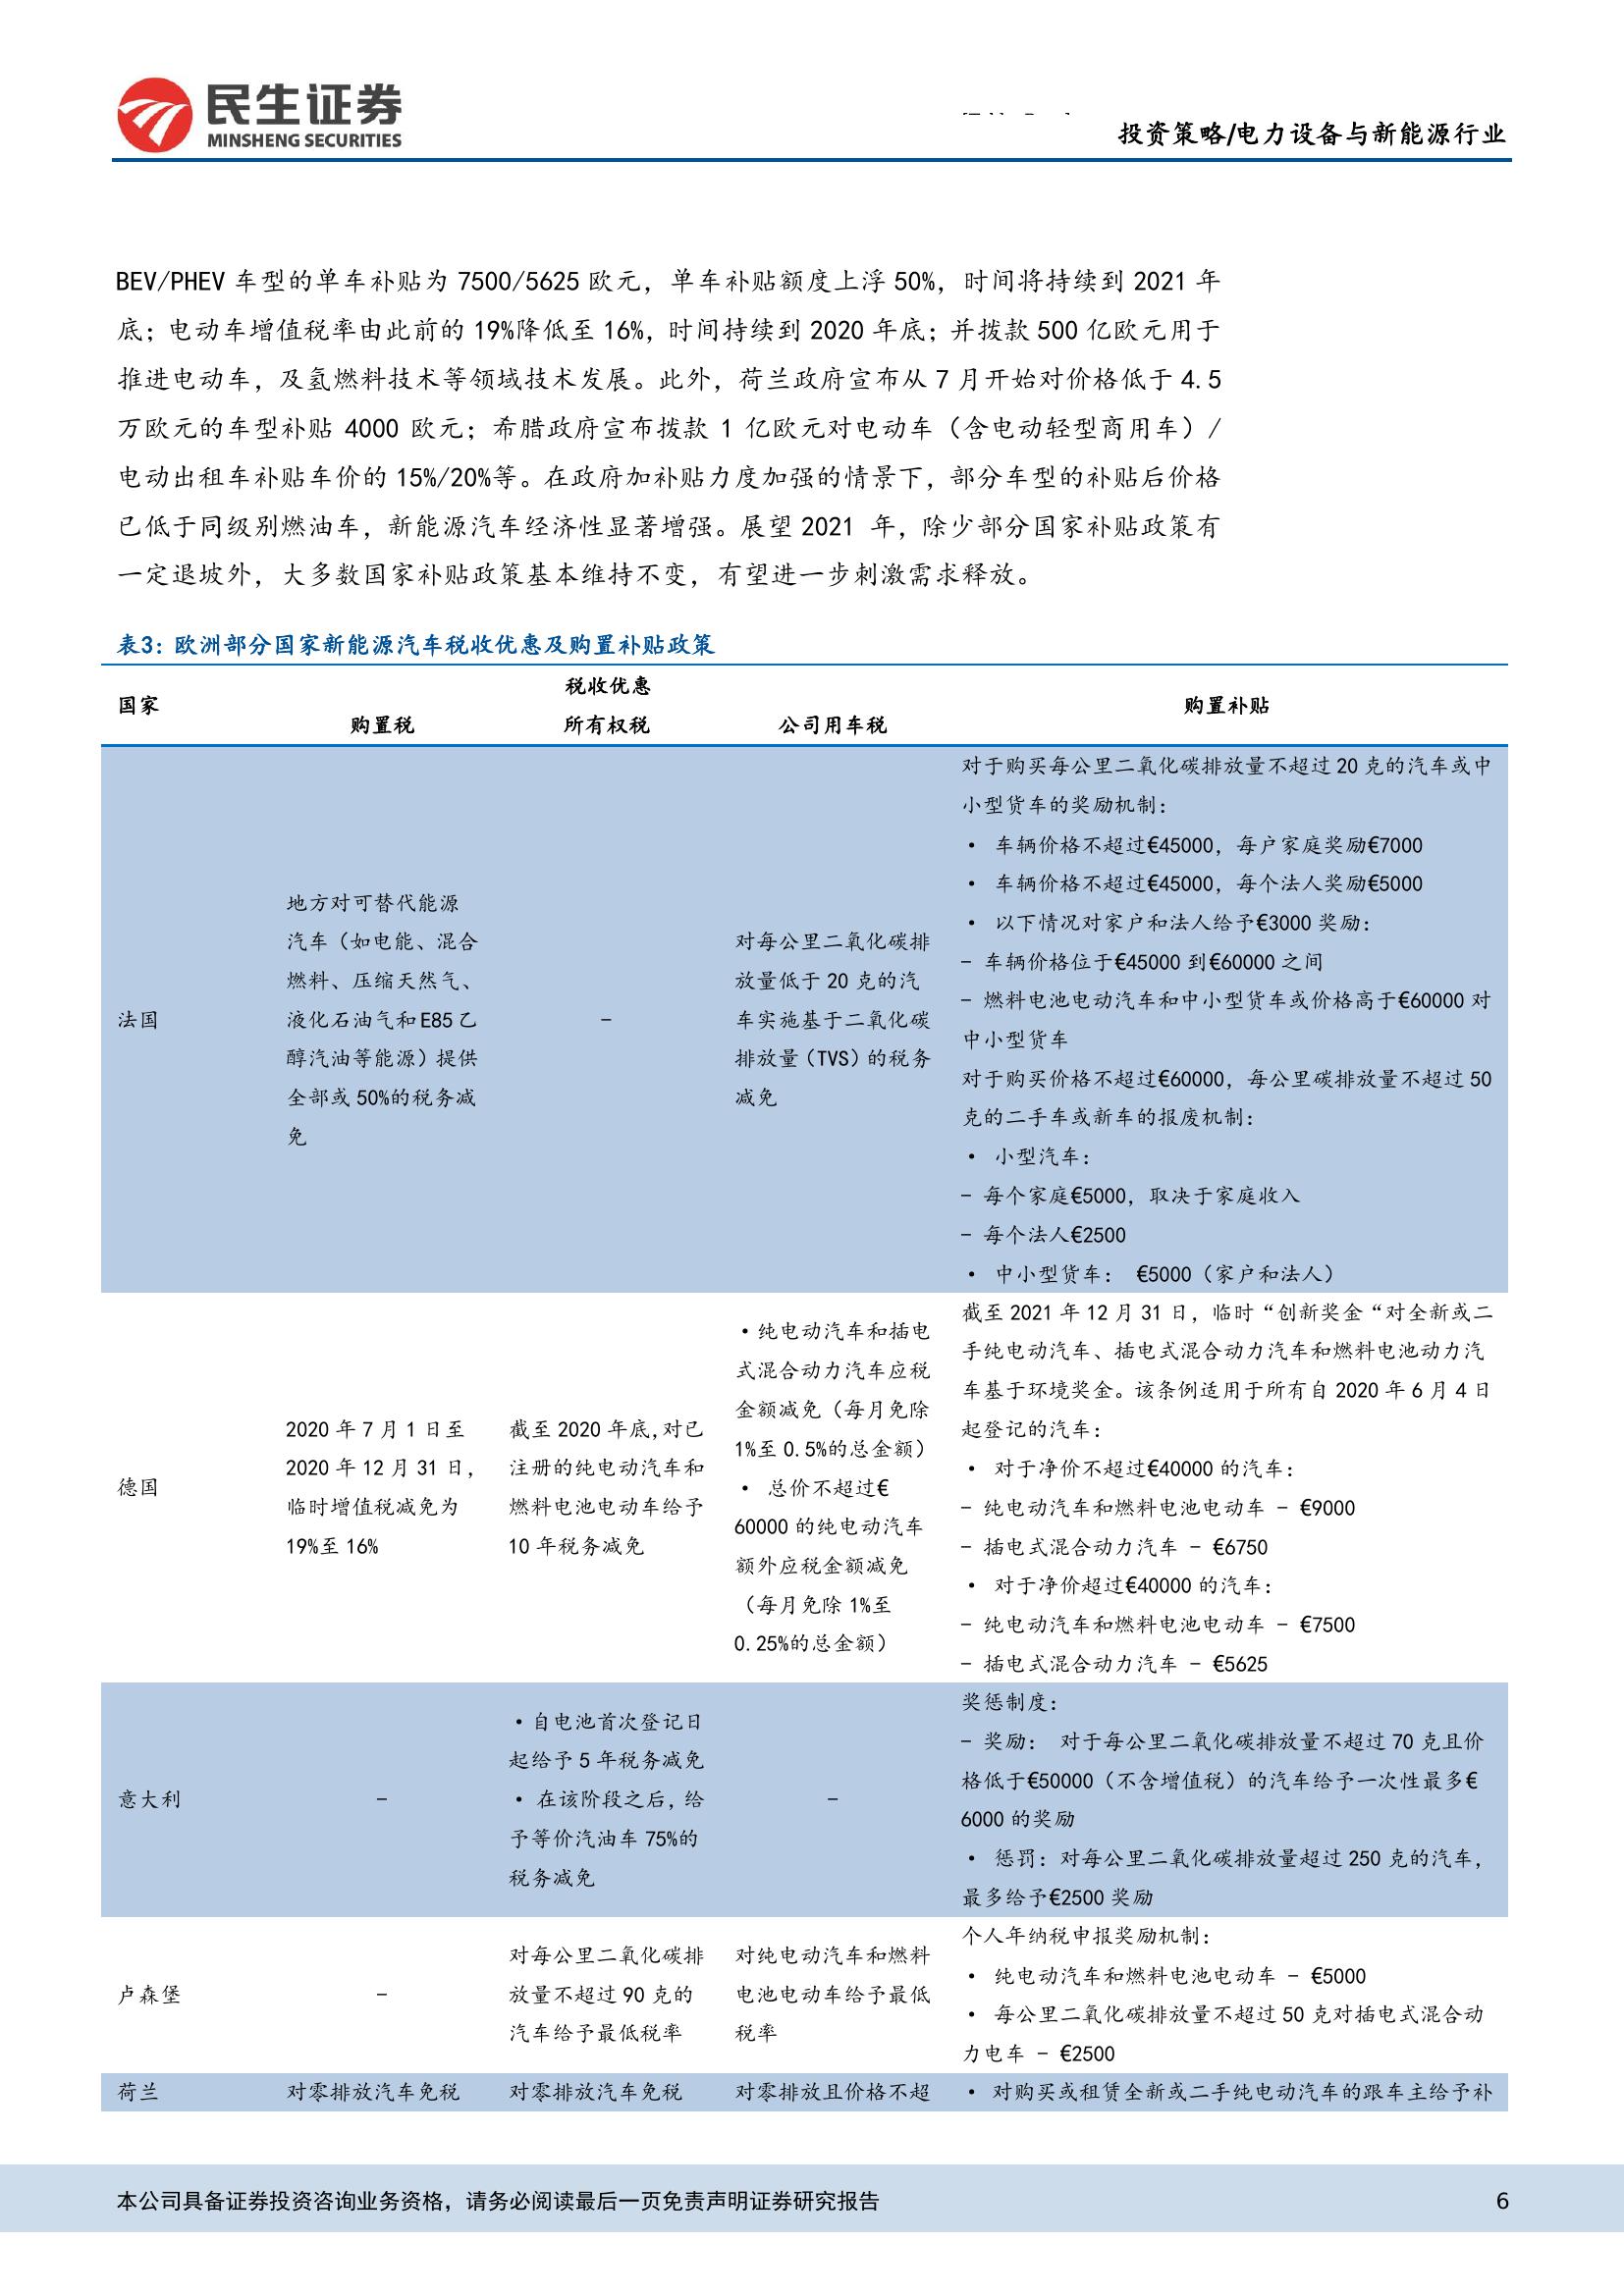 民生证券
MINSHENG SECURITIES
投资策略/电力设备与新能源行业
BEV/PHEV 车型的单车补贴为 7500/5625 欧元，单车补贴额度上浮 50%，时间将持续到 2021 年
底；电动车增值税率由此前的 19%降低至 16%，时间持续到 2020 年底；并拨款 500 亿欧元用于
推进电动车，及氢燃料技术等领域技术发展。此外，荷兰政府宣布从 7 月开始对价格低于 4.5
万欧元的车型补贴 4000 欧元；希腊政府宣布拨款 1 亿欧元对电动车（含电动轻型商用车）/
电动出租车补贴车价的 15%/20%等。在政府加补贴力度加强的情景下，部分车型的补贴后价格
已低于同级别燃油车，新能源汽车经济性显著增强。展望 2021 年，除少部分国家补贴政策有
一定退坡外，大多数国家补贴政策基本维持不变，有望进一步刺激需求释放。
表3：欧洲部分国家新能源汽车税收优惠及购置补贴政策
国家
税收优惠
购置税
所有权税
公司用车税
购置补贴
法国
地方对可替代能源
汽车（如电能、混合
燃料、压缩天然气、
液化石油气和 E85 乙
醇汽油等能源）提供
全部或 50%的税务减
免
–
对每公里二氧化碳排
放量低于 20 克的汽
车实施基于二氧化碳
排放量（TVS）的税务
减免
对于购买每公里二氧化碳排放量不超过 20 克的汽车或中
小型货车的奖励机制：
• 车辆价格不超过€45000，每户家庭奖励€7000
• 车辆价格不超过€45000，每个法人奖励€5000
• 以下情况对家户和法人给予€3000 奖励：
– 车辆价格位于€45000 到€60000 之间
– 燃料电池电动汽车和中小型货车或价格高于€60000 对
中小型货车
对于购买价格不超过€60000，每公里碳排放量不超过 50
克的二手车或新车的报废机制：
• 小型汽车：
– 每个家庭€5000，取决于家庭收入
– 每个法人€2500
• 中小型货车： €5000（家户和法人）
德国
2020 年 7 月 1 日至
2020 年 12 月 31 日，
临时增值税减免为
19%至 16%
截至 2020 年底，对已
注册的纯电动汽车和
燃料电池电动车给予
10 年税务减免
•纯电动汽车和插电
式混合动力汽车应税
金额减免（每月免除
1%至 0.5%的总金额）
• 总价不超过€
60000 的纯电动汽车
额外应税金额减免
（每月免除 1%至
0.25%的总金额）
截至 2021 年 12 月 31 日，临时“创新奖金“对全新或二
手纯电动汽车、插电式混合动力汽车和燃料电池动力汽
车基于环境奖金。该条例适用于所有自 2020 年 6 月 4 日
起登记的汽车：
• 对于净价不超过€40000 的汽车：
– 纯电动汽车和燃料电池电动车 – €9000
– 插电式混合动力汽车 – €6750
• 对于净价超过€40000 的汽车：
– 纯电动汽车和燃料电池电动车 – €7500
– 插电式混合动力汽车 – €5625
意大利
–
•自电池首次登记日
起给予 5 年税务减免
• 在该阶段之后，给
予等价汽油车 75%的
税务减免
–
奖惩制度：
– 奖励： 对于每公里二氧化碳排放量不超过 70 克且价
格低于€50000（不含增值税）的汽车给予一次性最多€
6000 的奖励
• 惩罚：对每公里二氧化碳排放量超过 250 克的汽车，
最多给予€2500 奖励
卢森堡
–
对每公里二氧化碳排
放量不超过 90 克的
汽车给予最低税率
对纯电动汽车和燃料
电池电动车给予最低
税率
个人年纳税申报奖励机制：
• 纯电动汽车和燃料电池电动车 – €5000
• 每公里二氧化碳排放量不超过 50 克对插电式混合动
力电车 – €2500
荷兰
对零排放汽车免税
对零排放汽车免税
对零排放且价格不超
• 对购买或租赁全新或二手纯电动汽车的跟车主给予补
本公司具备证券投资咨询业务资格，请务必阅读最后一页免责声明证券研究报告
6